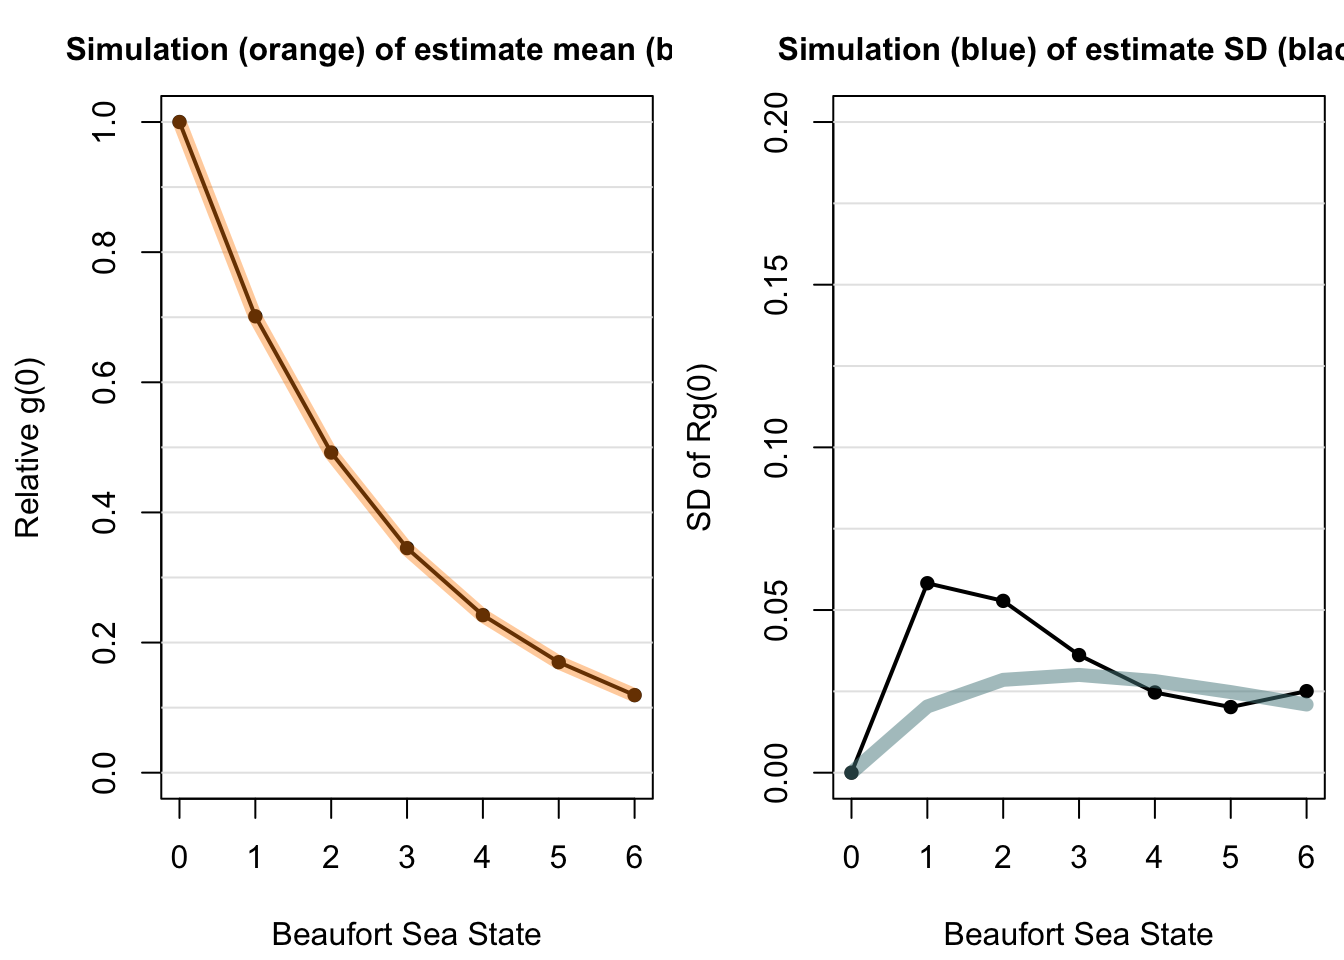 Simulation (orange) of estimate mean (b
Relative g(0)
1.0
0.8
0.6
0.4
0.2
0.0
0 1 2 3 4 5 6
Beaufort Sea State
Simulation (blue) of estimate SD (blac
SD of Rg(0)
0.20
0.15
0.10
0.05
0.00
0 1 2 3 4 5 6
Beaufort Sea State